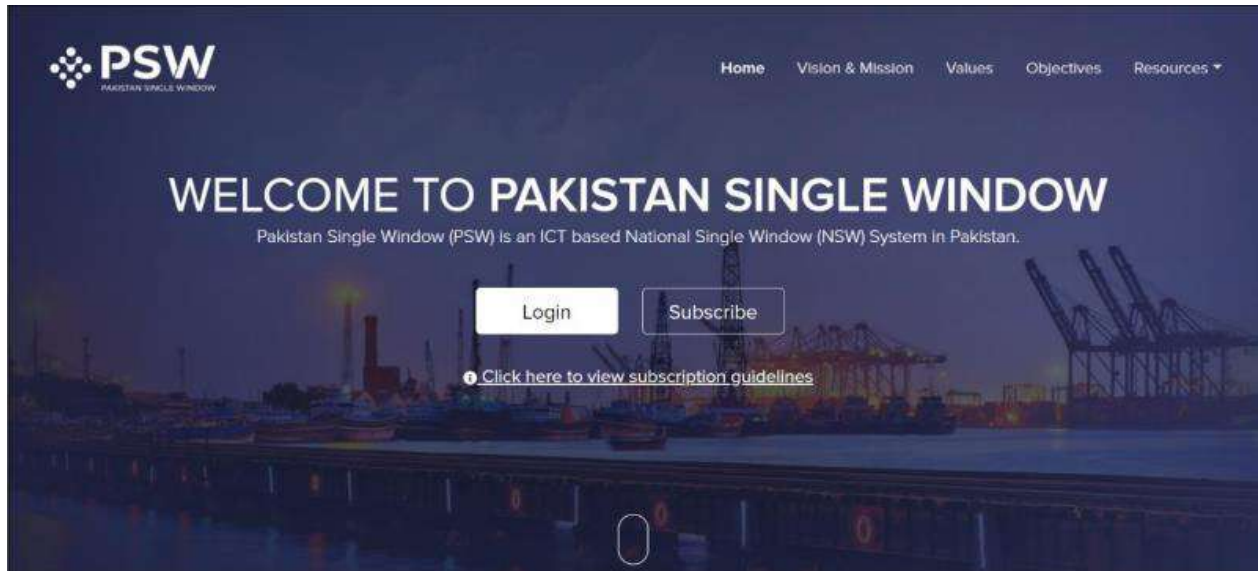 PSW
PAKISTAN SINGLE WINDOW
Home Vision & Mission Values Objectives Resources
WELCOME TO PAKISTAN SINGLE WINDOW
Pakistan Single Window (PSW) is an ICT based National Single Window (NSW) System in Pakistan.
Login Subscribe
Click here to view subscription guidelines